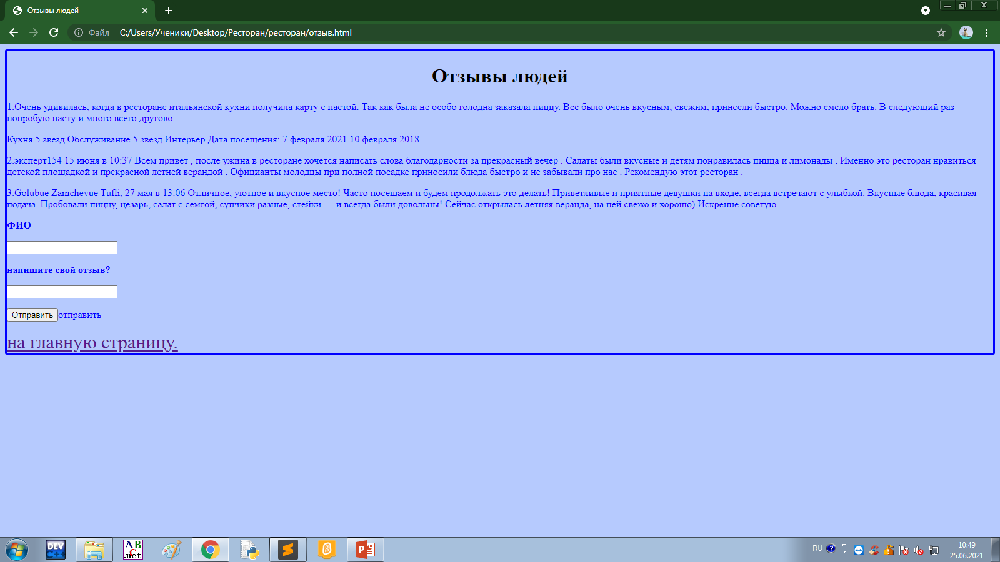 Отзывы людей
Файл
C:/Users/Ученики/Desktop/Ресторан/ресторан/отзыв.html
Отзывы людей
1.Очень удивилась, когда в ресторане итальянской кухни получила карту с пастой. Так как была не особо голодна заказала пиццу. Все было очень вкусным, свежим, принесли быстро. Можно смело брать. В следующий раз
попробую пасту и много всего другово.
Кухня 5 звёзд Обслуживание 5 звёзд Интерьер Дата посещения: 7 февраля 2021 10 февраля 2018
2.эксперт154 15 июня в 10:37 Всем привет , после ужина в ресторане хочется написать слова благодарности за прекрасный вечер . Салаты были вкусные и детям понравилась пицца и лимонады . Именно это ресторан нравиться
детской площадкой и прекрасной летней верандой . Официанты молодцы при полной посадке приносили блюда быстро и не забывали про нас . Рекомендую этот ресторан .
3.Golubue Zamchevue Tufli, 27 мая в 13:06 Отличное, уютное и вкусное место! Часто посещаем и будем продолжать это делать! Приветливые и приятные девушки на входе, всегда встречают с улыбкой. Вкусные блюда, красивая
подача. Пробовали пиццу, цезарь, салат с семгой, супчики разные, стейки .... и всегда были довольны! Сейчас открылась летняя веранда, на ней свежо и хорошо) Искренне советую...
ФИО
напишите свой отзыв?
Отправить отправить
на главную страницу.
DEV
C++
A B
C
.net
RU
10:49
25.06.2021